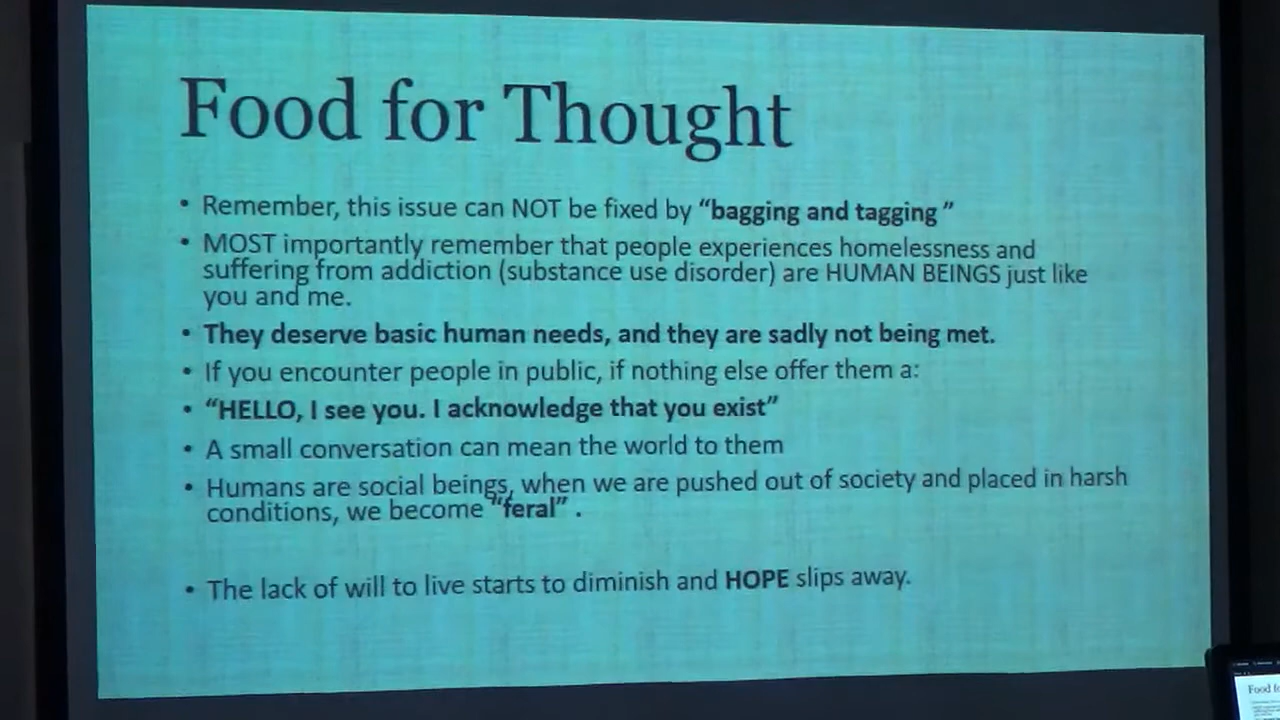 Food for Thought
• Remember, this issue can NOT be fixed by “bagging and tagging ”
• MOST importantly remember that people experiences homelessness and
suffering from addiction (substance use disorder) are HUMAN BEINGS just like
you and me.
• They deserve basic human needs, and they are sadly not being met.
• If you encounter people in public, if nothing else offer them a:
• “HELLO, I see you. I acknowledge that you exist”
• A small conversation can mean the world to them
• Humans are social beings, when we are pushed out of society and placed in harsh
conditions, we become “feral” .
• The lack of will to live starts to diminish and HOPE slips away.
Food fo